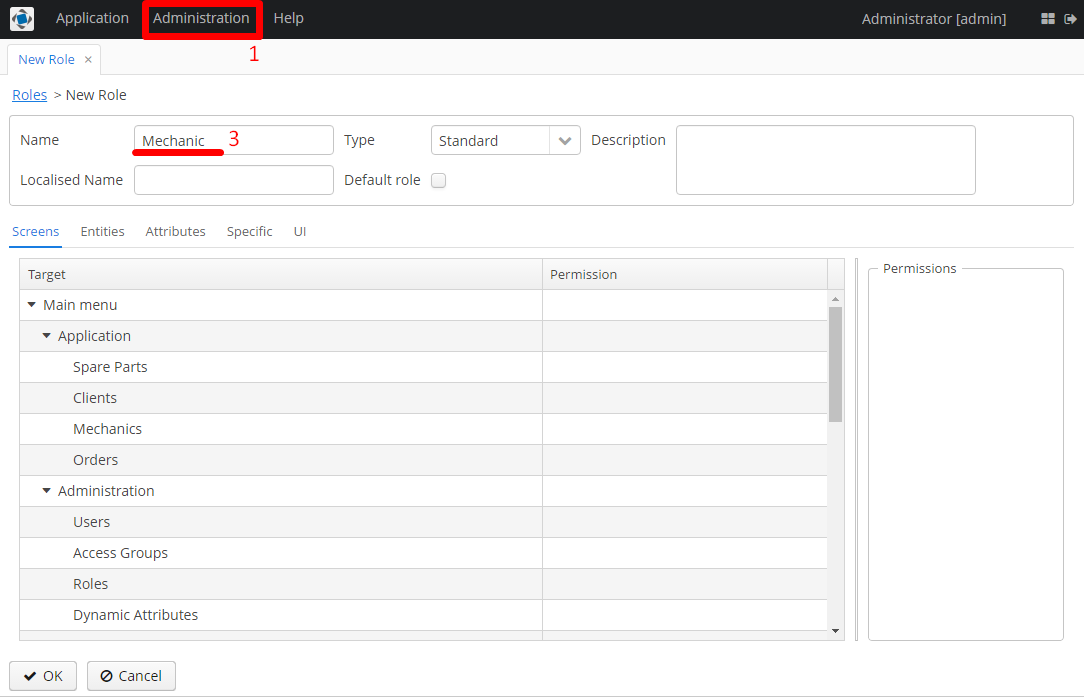 Application Administration Help Administrator [admin]
1
New Role ×
Roles > New Role
Name Mechanic 3 Type Standard Description
Localised Name Default role
Screens Entities Attributes Specific UI
Target Permission Permissions
Main menu
Application
Spare Parts
Clients
Mechanics
Orders
Administration
Users
Access Groups
Roles
Dynamic Attributes
OK Cancel